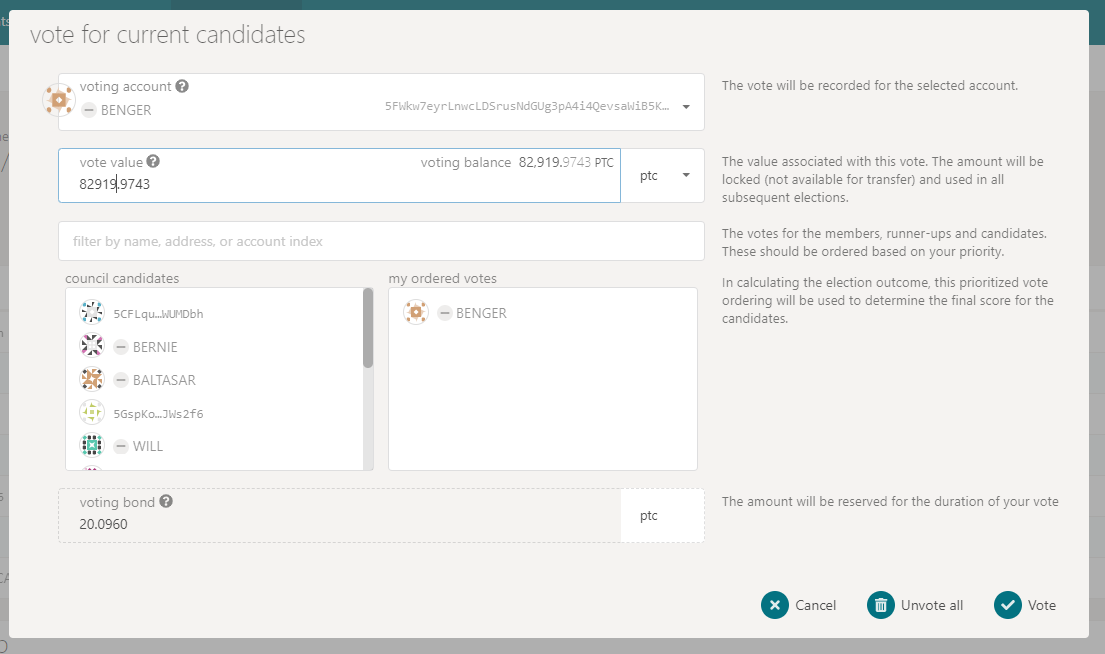 vote for current candidates
voting account ?
BENGER
5FWkw7eyrLnwcLDSrusNdGUg3pA4i4QevsaWiB5K…
The vote will be recorded for the selected account.
vote value ?
voting balance 82,919.9743 PTC
82919.9743
ptc
The value associated with this vote. The amount will be
locked (not available for transfer) and used in all
subsequent elections.
filter by name, address, or account index
The votes for the members, runner-ups and candidates.
These should be ordered based on your priority.
council candidates
my ordered votes
In calculating the election outcome, this prioritized vote
ordering will be used to determine the final score for the
candidates.
5CFLqu…WUMDbh
BERNIE
BALTASAR
5GspKo…JWs2f6
WILL
BENGER
voting bond ?
20.0960
ptc
The amount will be reserved for the duration of your vote
Cancel
Unvote all
Vote